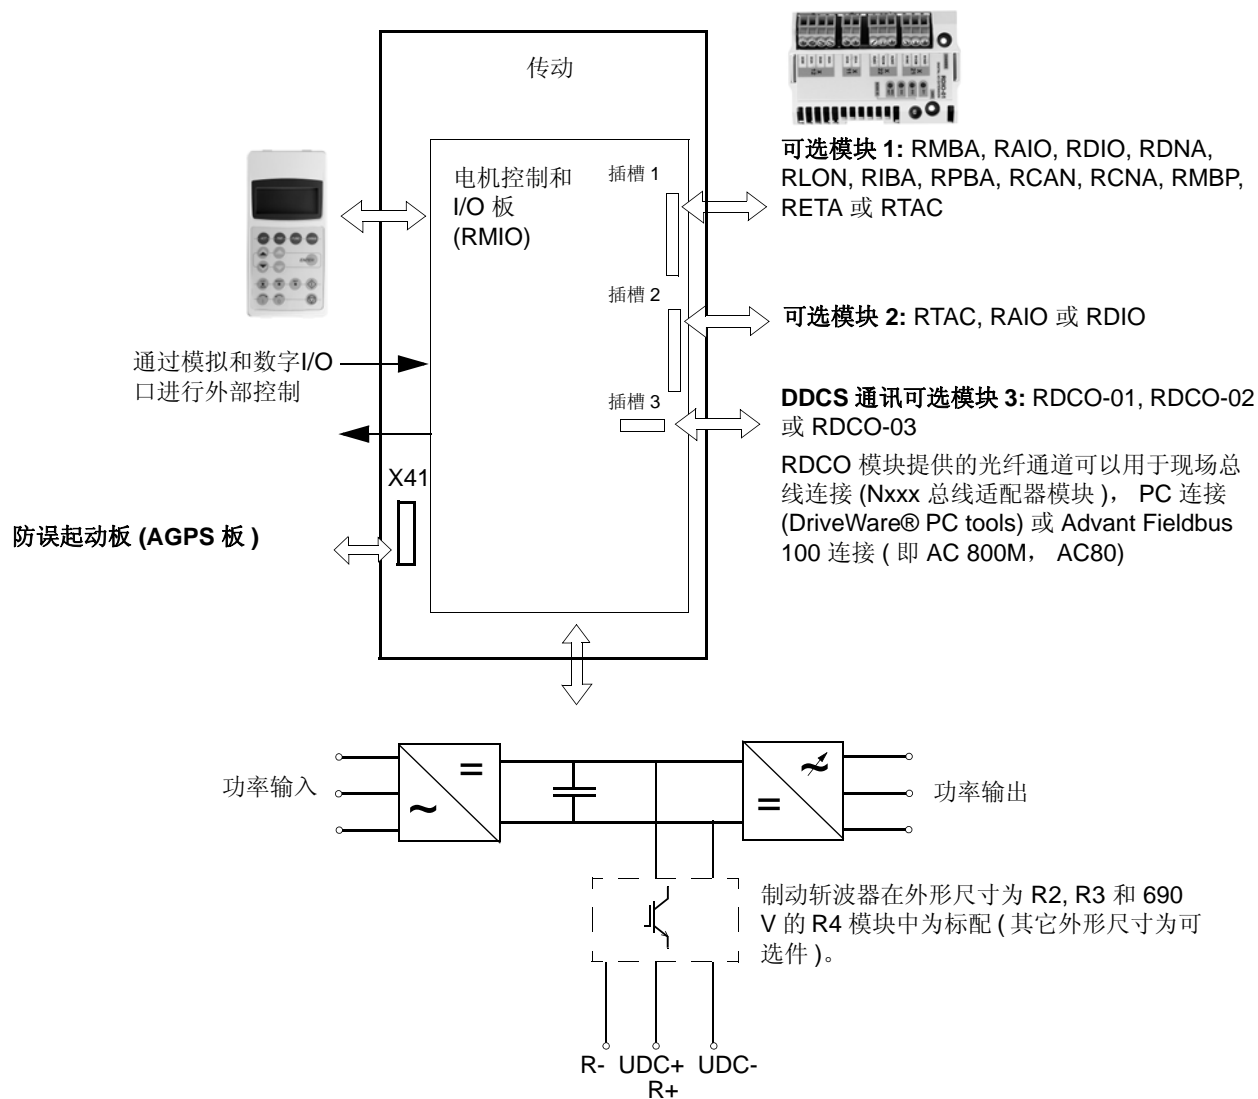 传动
电机控制和
I/O 板
(RMIO)
插槽 1
可选模块 1: RMBA, RAIO, RDIO, RDNA,
RLON, RIBA, RPBA, RCAN, RCNA, RMBP,
RETA 或 RTAC
插槽 2
可选模块 2: RTAC, RAIO 或 RDIO
通过模拟和数字I/O
口进行外部控制
插槽 3
DDCS 通讯可选模块 3: RDCO-01, RDCO-02
或 RDCO-03
RDCO 模块提供的光纤通道可以用于现场总
线连接 (Nxxx 总线适配器模块 )， PC 连接
(DriveWare® PC tools) 或 Advant Fieldbus
100 连接 ( 即 AC 800M， AC80)
X41
防误起动板 (AGPS 板 )
功率输入
=
~
~
=
功率输出
制动斩波器在外形尺寸为 R2, R3 和 690
V 的 R4 模块中为标配 ( 其它外形尺寸为可
选件 )。
R- UDC+ UDC-
R+